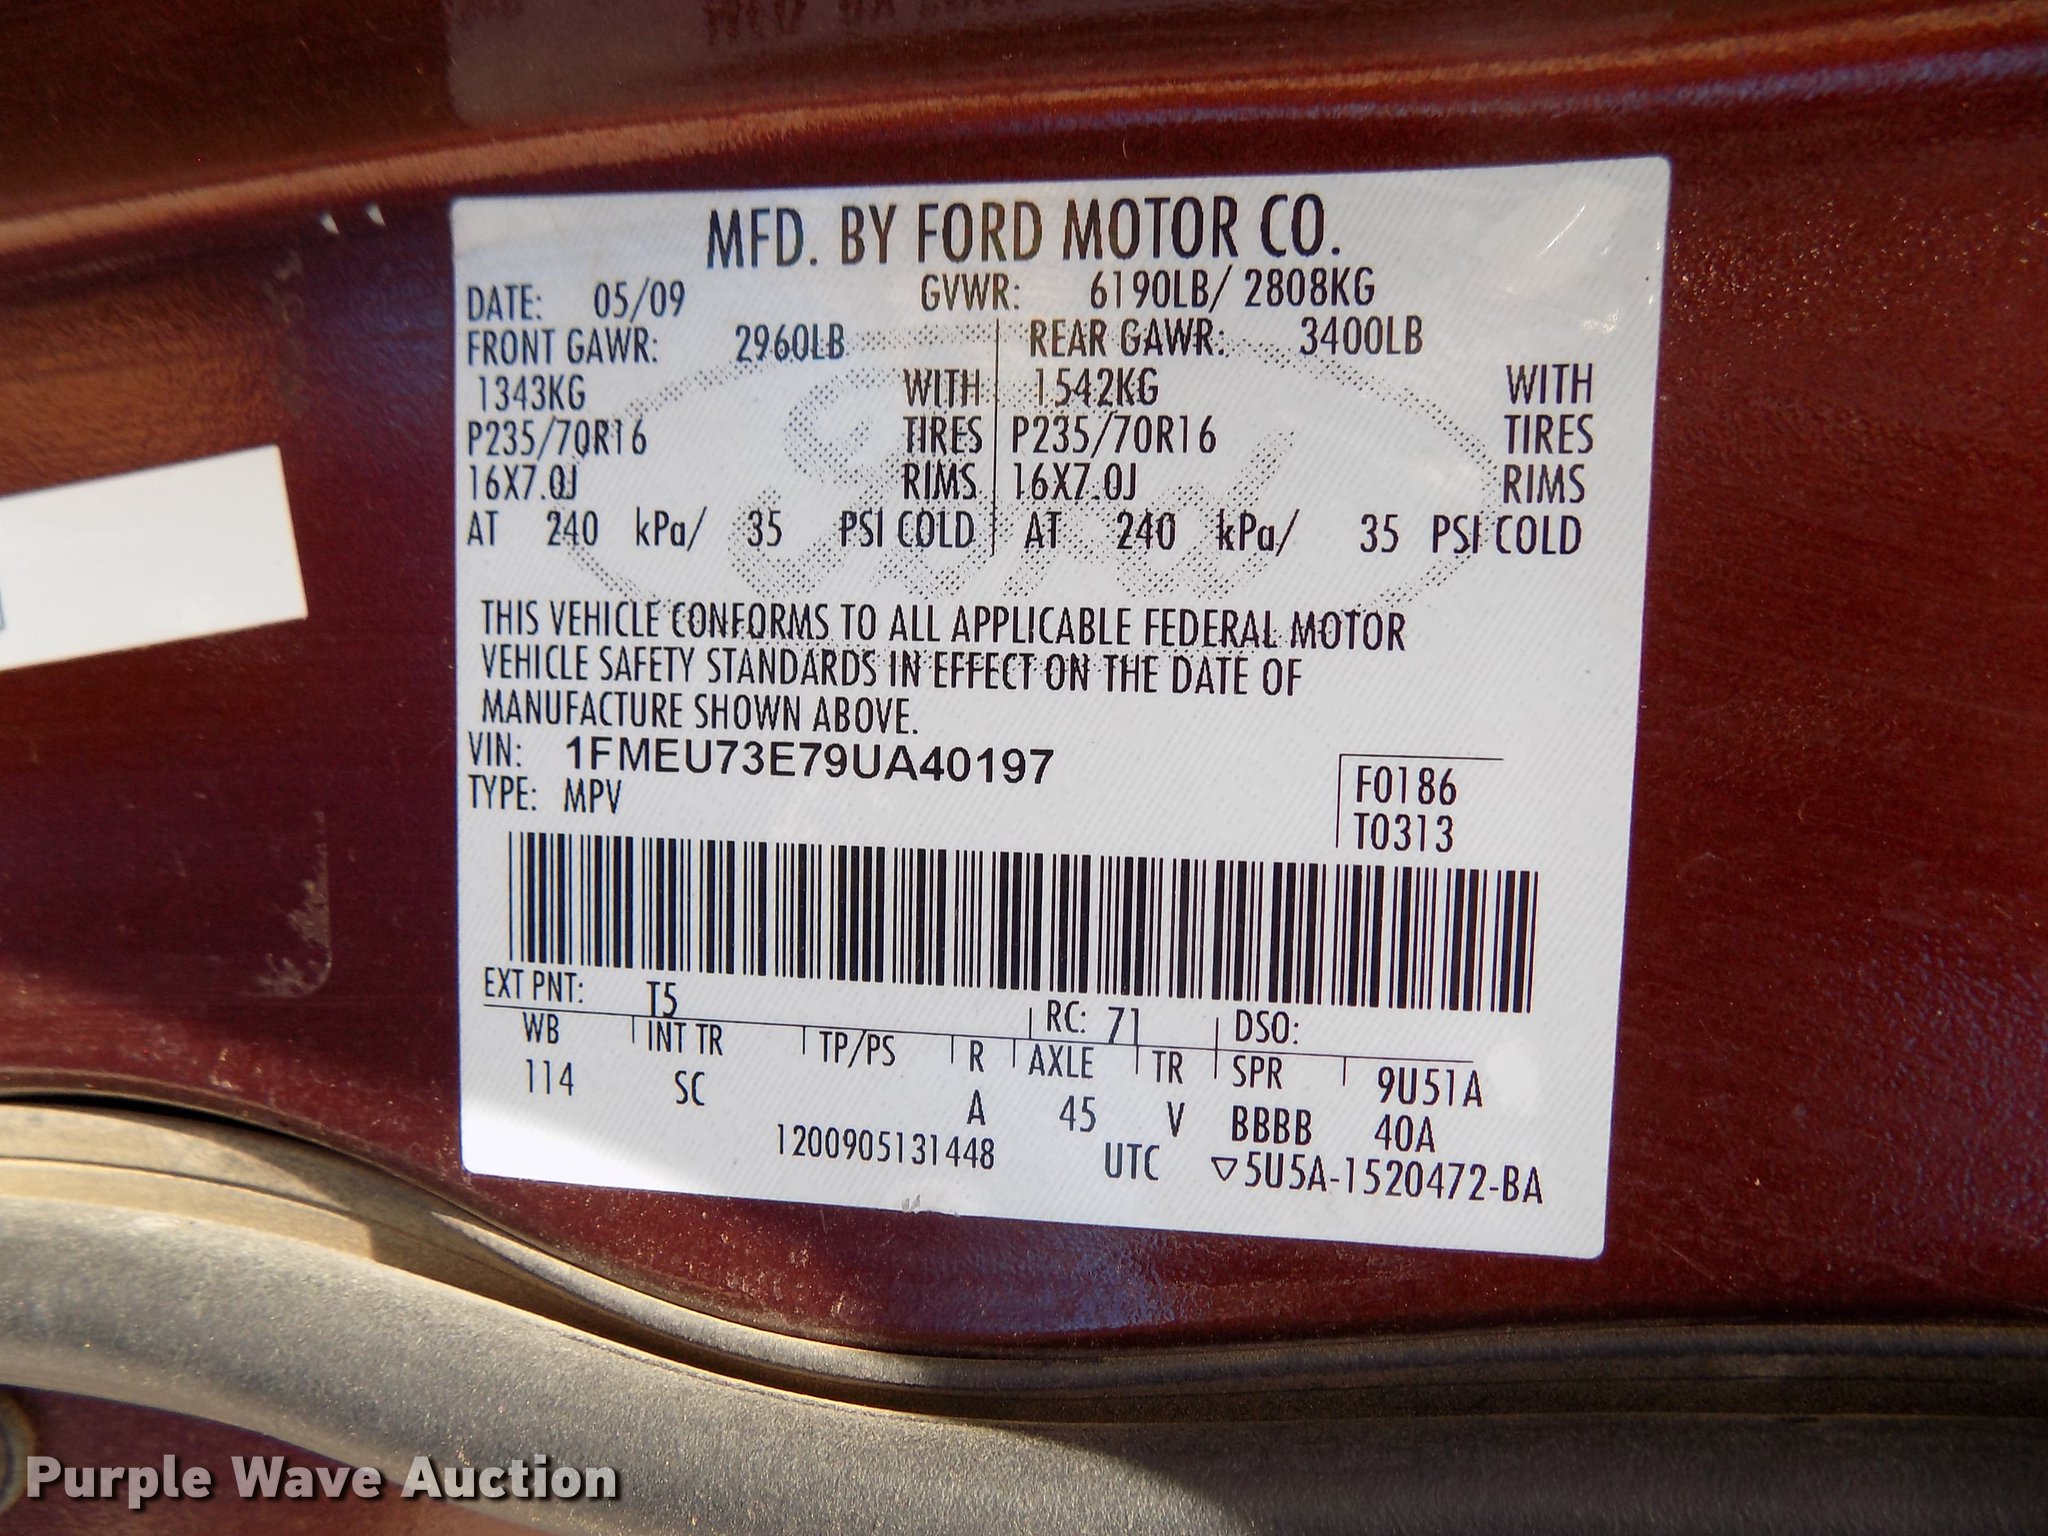 MFD. BY FORD MOTOR CO.
DATE: 05/09 GVWR: 6190LB/ 2808KG
FRONT GAWR: 2960LB REAR GAWR: 3400LB
1343KG WITH 1542KG WITH
P235/70R16 TIRES P235/70R16 TIRES
16X7.0J RIMS 16X7.0J RIMS
AT 240 kPa/ 35 PSI COLD AT 240 kPa/ 35 PSI COLD
THIS VEHICLE CONFORMS TO ALL APPLICABLE FEDERAL MOTOR
VEHICLE SAFETY STANDARDS IN EFFECT ON THE DATE OF
MANUFACTURE SHOWN ABOVE.
VIN: 1FMEU73E79UA40197
TYPE: MPV
F0186
T0313
EXT PNT: T5 RC: 71 DSO:
WB INT TR TP/PS R AXLE TR SPR 9U51A
114 SC A 45 V BBBB 40A
1200905131448 UTC ▽5U5A-1520472-BA
Purple Wave Auction